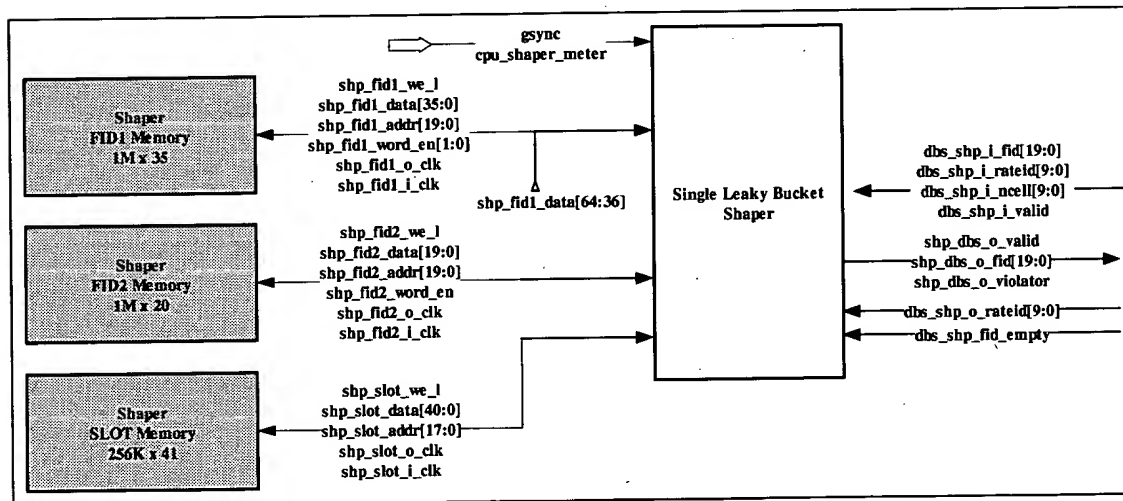 gsync
cpu_shaper_meter
Shaper
FID1 Memory
1M x 35
shp_fid1_we_l
shp_fid1_data[35:0]
shp_fid1_addr[19:0]
shp_fid1_word_en[1:0]
shp_fid1_o_clk
shp_fid1_i_clk
shp_fid1_data[64:36]
Shaper
FID2 Memory
1M x 20
shp_fid2_we_l
shp_fid2_data[19:0]
shp_fid2_addr[19:0]
shp_fid2_word_en
shp_fid2_o_clk
shp_fid2_i_clk
Shaper
SLOT Memory
256K x 41
shp_slot_we_l
shp_slot_data[40:0]
shp_slot_addr[17:0]
shp_slot_o_clk
shp_slot_i_clk
Single Leaky Bucket
Shaper
dbs_shp_i_fid[19:0]
dbs_shp_i_rateid[9:0]
dbs_shp_i_ncell[9:0]
dbs_shp_i_valid
shp_dbs_o_valid
shp_dbs_o_fid[19:0]
shp_dbs_o_violator
dbs_shp_o_rateid[9:0]
dbs_shp_fid_empty